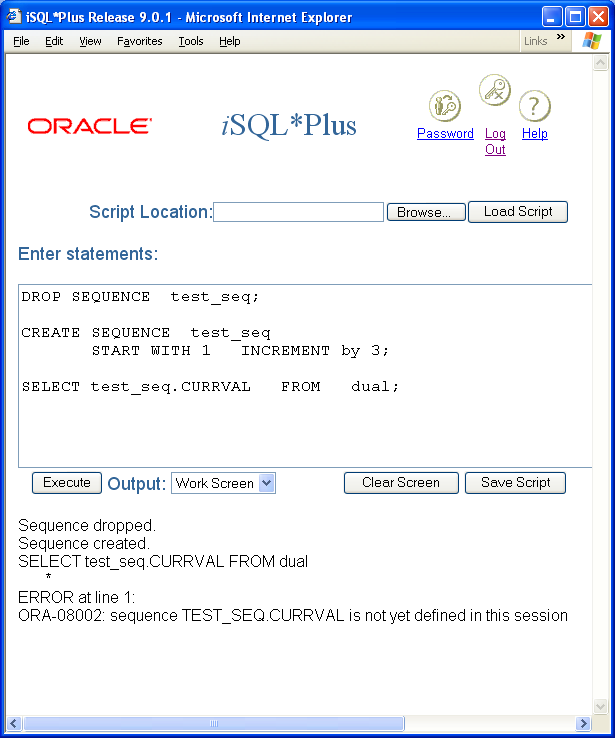 iSQL*Plus Release 9.0.1 - Microsoft Internet Explorer
File Edit View Favorites Tools Help Links »
ORACLE®
iSQL*Plus
Password Log Out Help
Script Location: Browse... Load Script
Enter statements:
DROP SEQUENCE  test_seq;
CREATE SEQUENCE  test_seq
       START WITH 1   INCREMENT by 3;
SELECT test_seq.CURRVAL   FROM   dual;
Execute Output: Work Screen Clear Screen Save Script
Sequence dropped.
Sequence created.
SELECT test_seq.CURRVAL FROM dual
*
ERROR at line 1:
ORA-08002: sequence TEST_SEQ.CURRVAL is not yet defined in this session